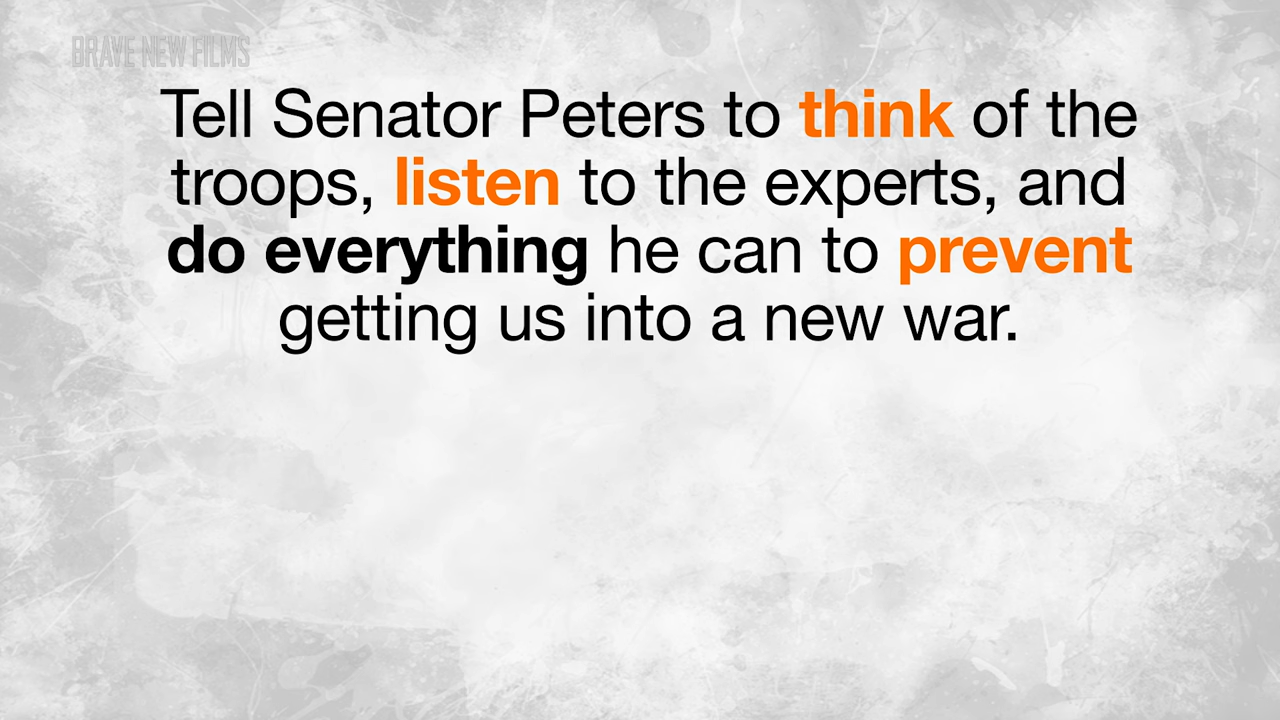 BRAVE NEW FILMS
Tell Senator Peters to think of the
troops, listen to the experts, and
do everything he can to prevent
getting us into a new war.